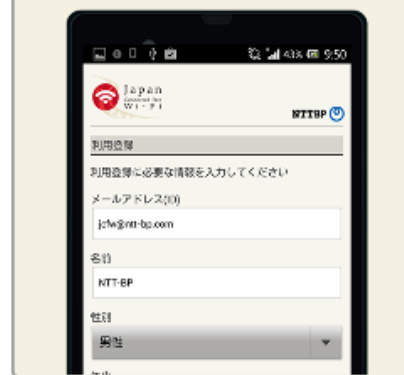 43% 9:50
Japan
Connected-free
Wi-Fi
NTTBP
利用登録
利用登録に必要な情報を入力してください
メールアドレス(ID)
jcfw@ntt-bp.com
名前
NTT-BP
性別
男性